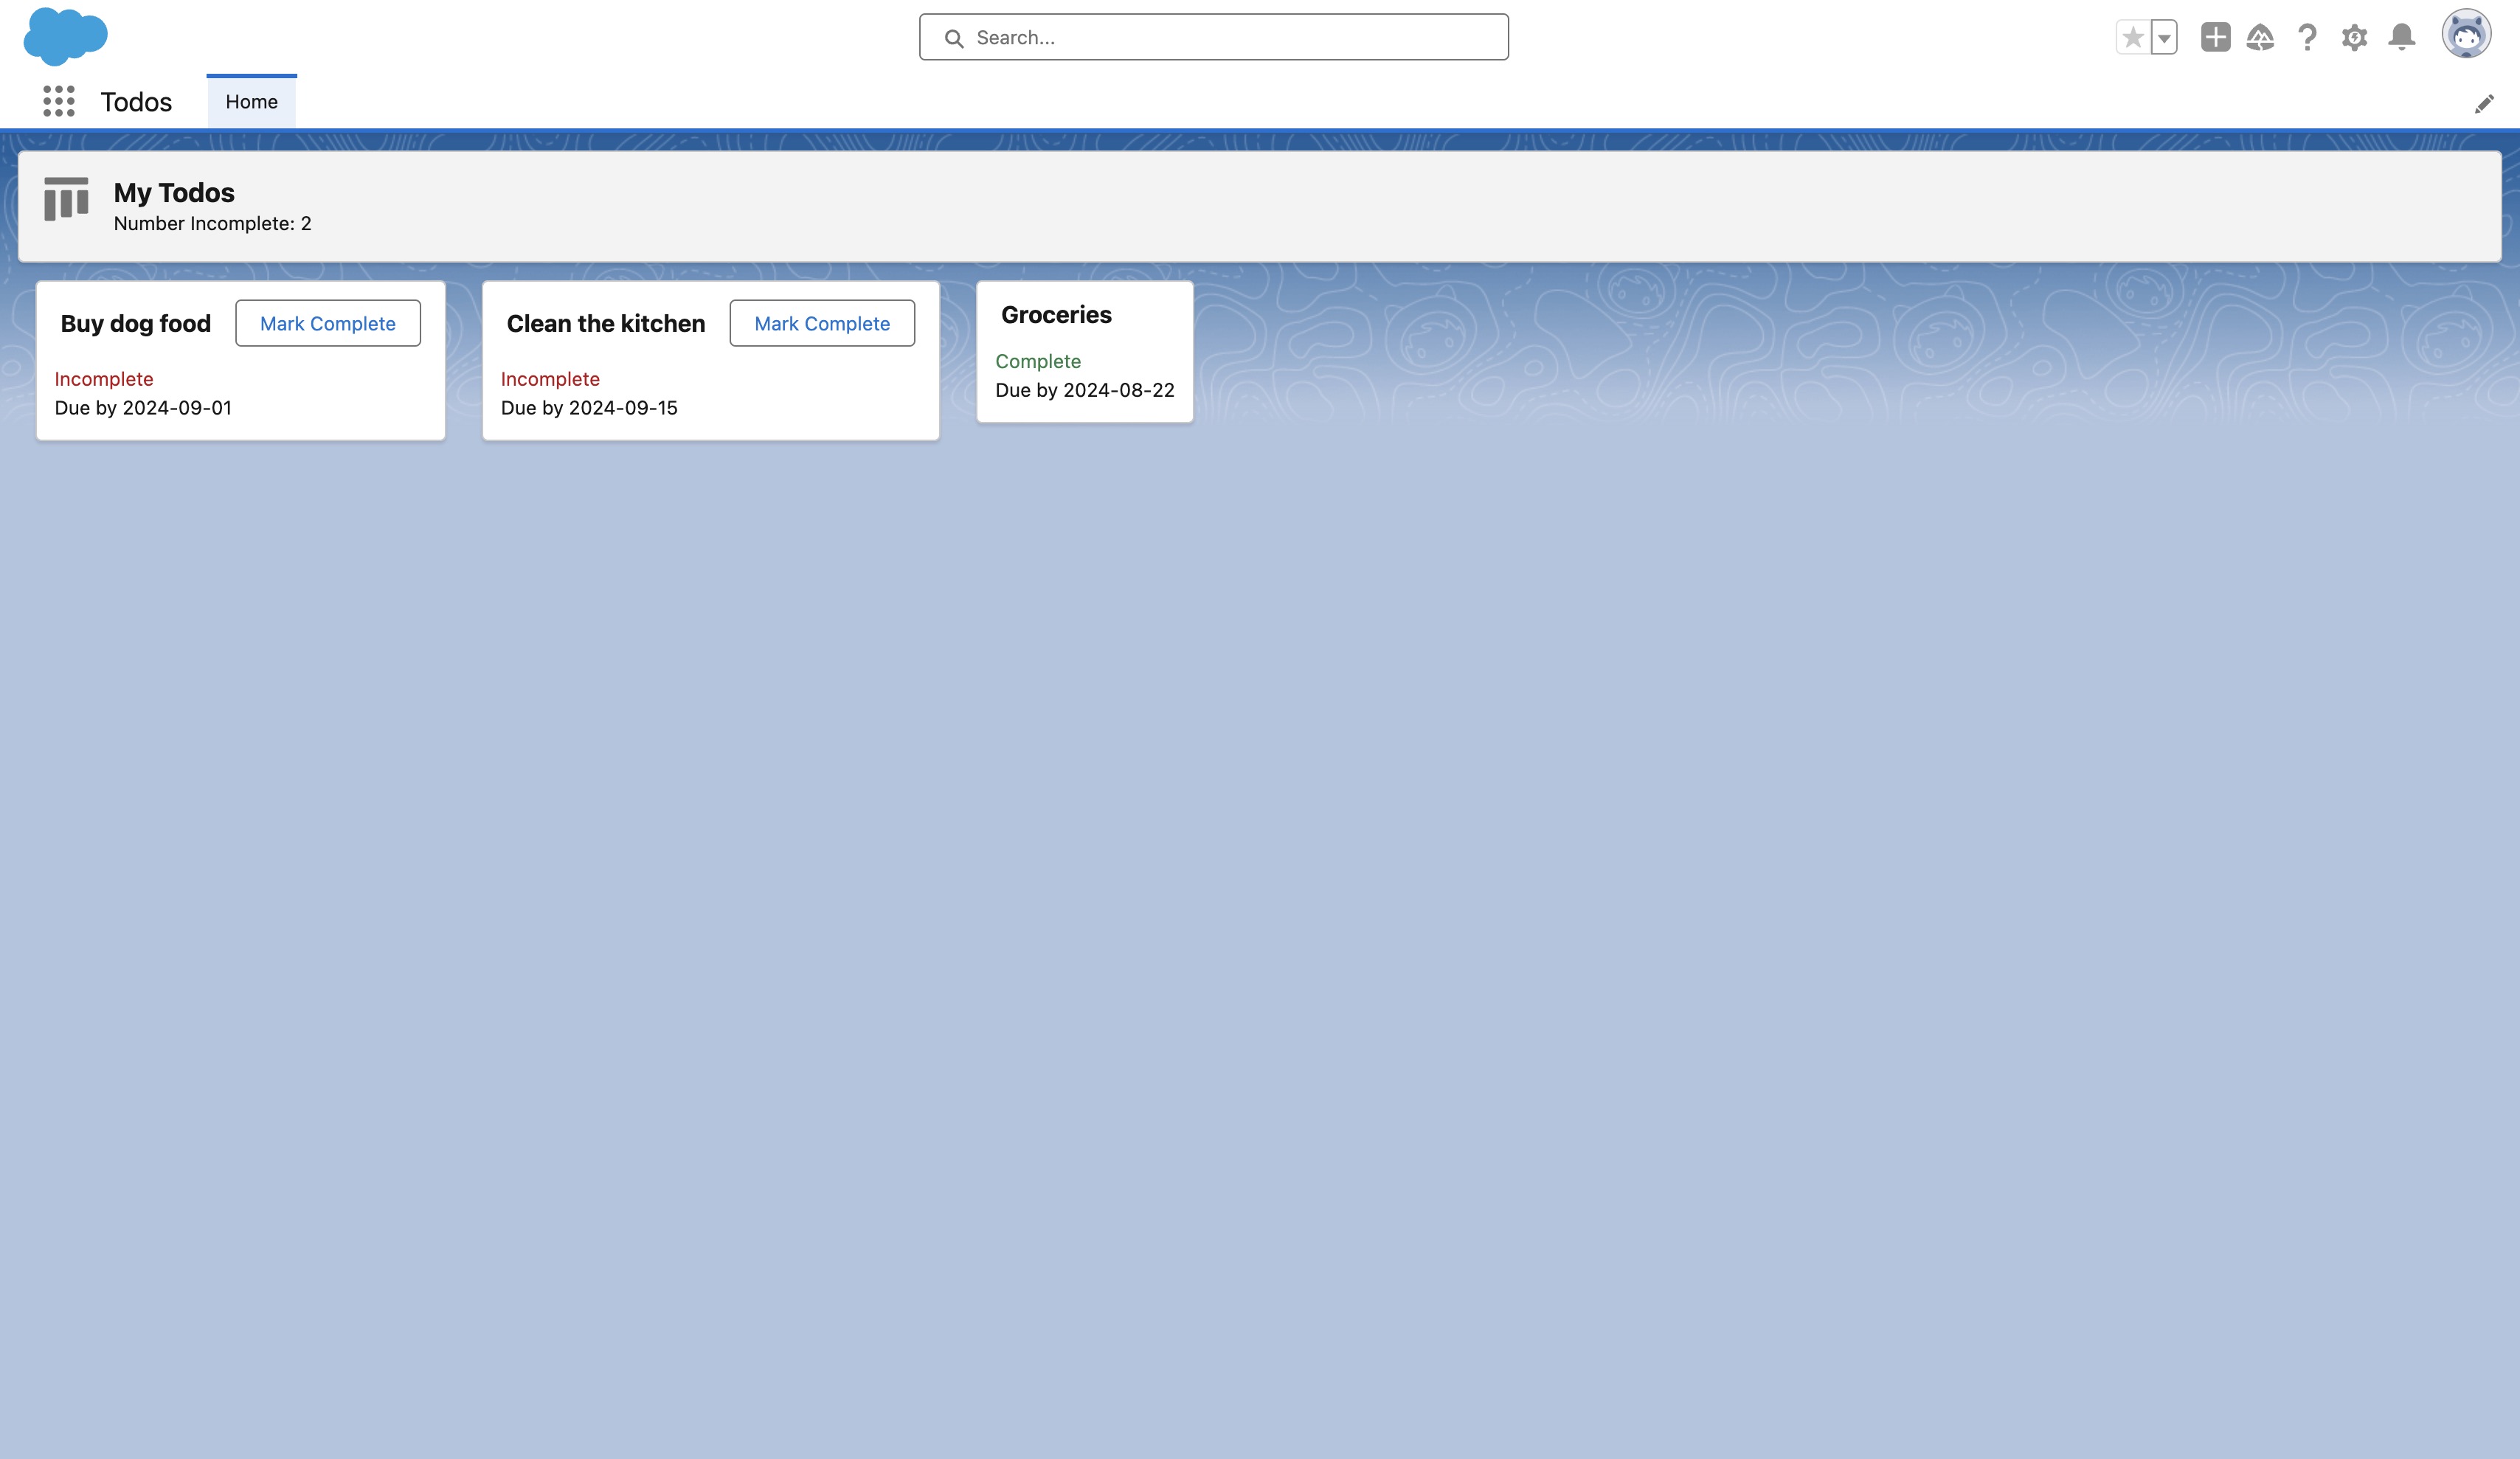 Search...
Todos
Home
My Todos
Number Incomplete: 2
Buy dog food
Mark Complete
Incomplete
Due by 2024-09-01
Clean the kitchen
Mark Complete
Incomplete
Due by 2024-09-15
Groceries
Complete
Due by 2024-08-22